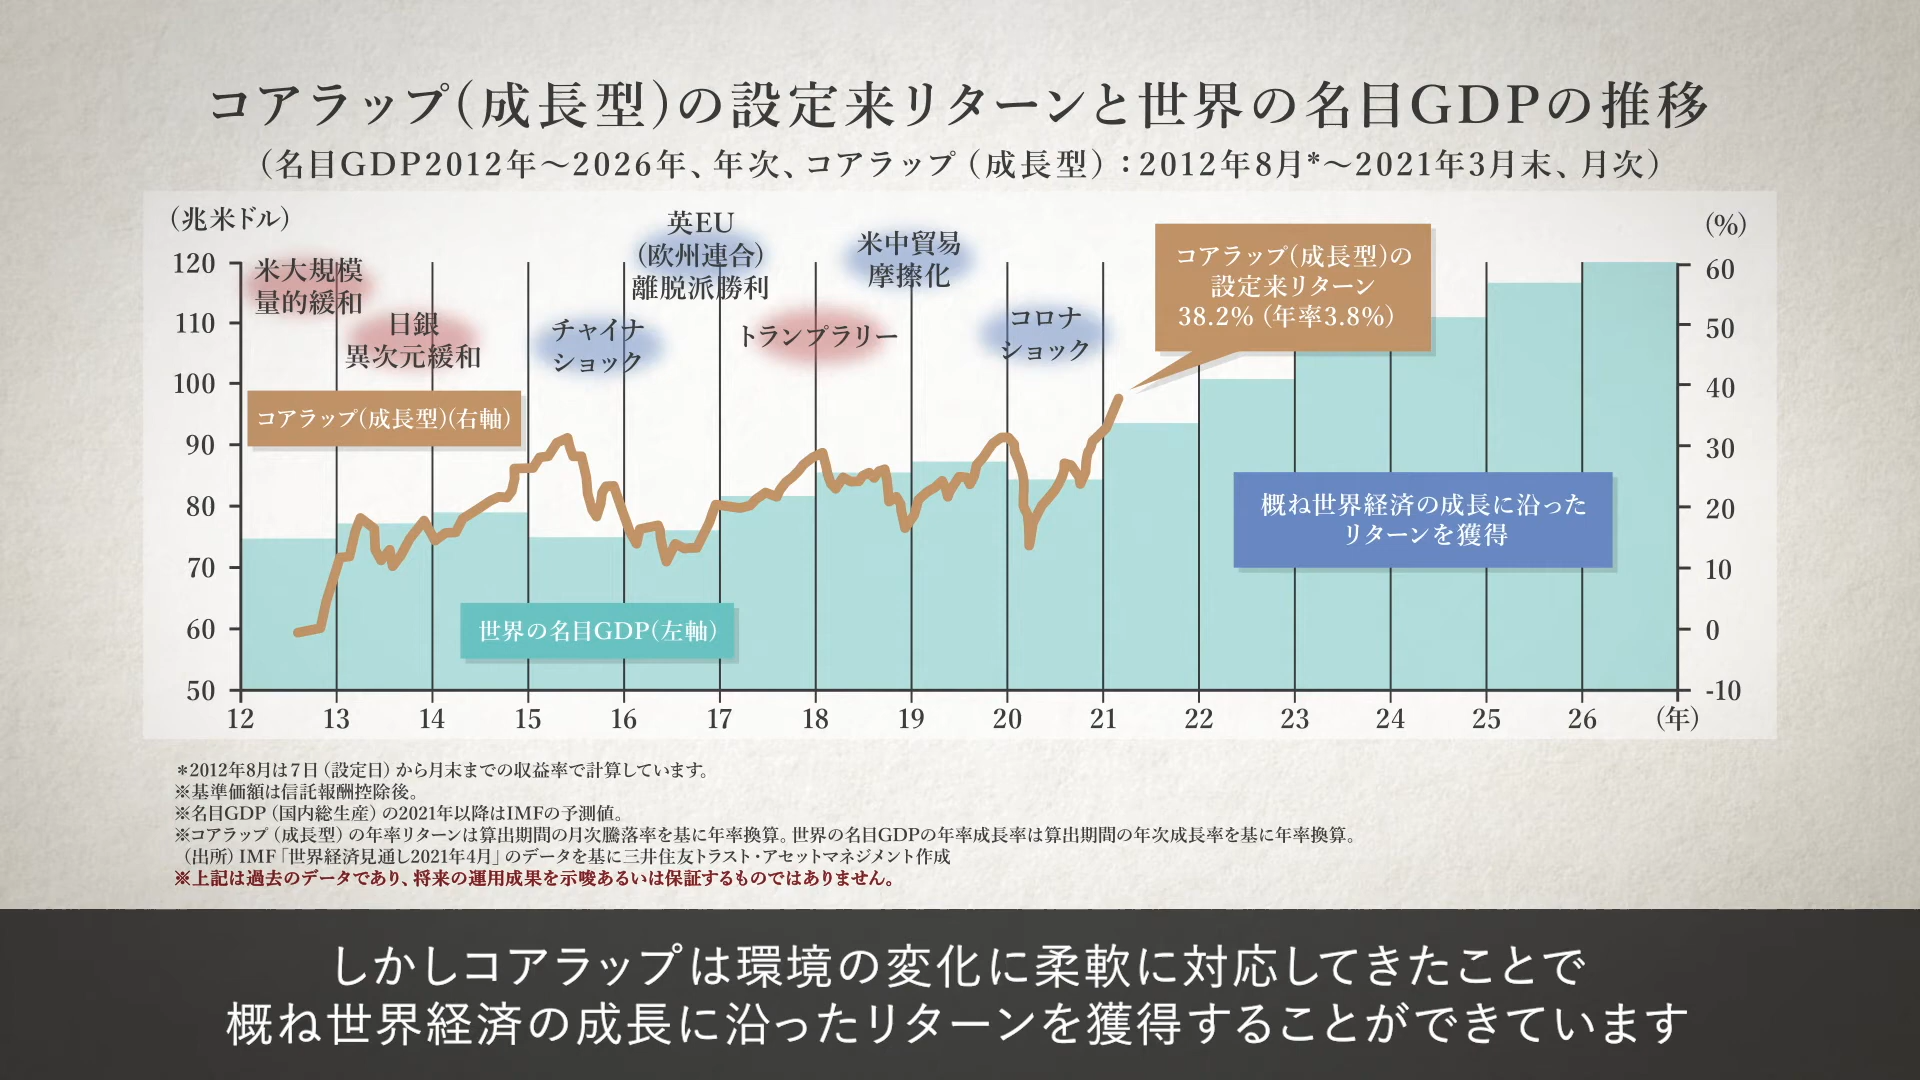 コアラップ(成長型)の設定来リターンと世界の名目GDPの推移
(名目GDP2012年～2026年、年次、コアラップ(成長型):2012年8月*～2021年3月末、月次)
(兆米ドル)
(%)
120
110
100
90
80
70
60
50
米大規模
量的緩和
日銀
異次元緩和
チャイナ
ショック
英EU
(欧州連合)
離脱派勝利
トランプラリー
米中貿易
摩擦化
コロナ
ショック
コアラップ(成長型)の
設定来リターン
38.2%(年率3.8%)
コアラップ(成長型)(右軸)
世界の名目GDP(左軸)
概ね世界経済の成長に沿った
リターンを獲得
60
50
40
30
20
10
0
-10
12 13 14 15 16 17 18 19 20 21 22 23 24 25 26 (年)
*2012年8月は7日(設定日)から月末までの収益率で計算しています。
※基準価額は信託報酬控除後。
※名目GDP(国内総生産)の2021年以降はIMFの予測値。
※コアラップ(成長型)の年率リターンは算出期間の月次騰落率を基に年率換算。世界の名目GDPの年率成長率は算出期間の年次成長率を基に年率換算。
(出所)IMF「世界経済見通し2021年4月」のデータを基に三井住友トラスト・アセットマネジメント作成
※上記は過去のデータであり、将来の運用成果を示唆あるいは保証するものではありません。
しかしコアラップは環境の変化に柔軟に対応してきたことで
概ね世界経済の成長に沿ったリターンを獲得することができています